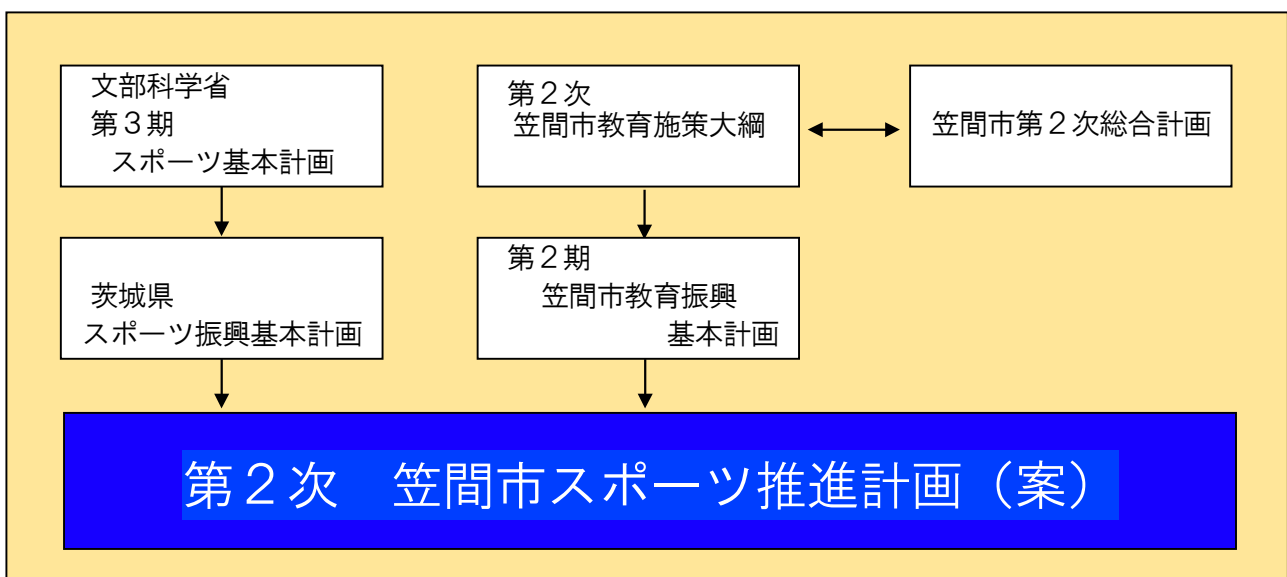 文部科学省
第３期
スポーツ基本計画
第２次
笠間市教育施策大綱
笠間市第２次総合計画
茨城県
スポーツ振興基本計画
第２期
笠間市教育振興
基本計画
第２次　笠間市スポーツ推進計画（案）